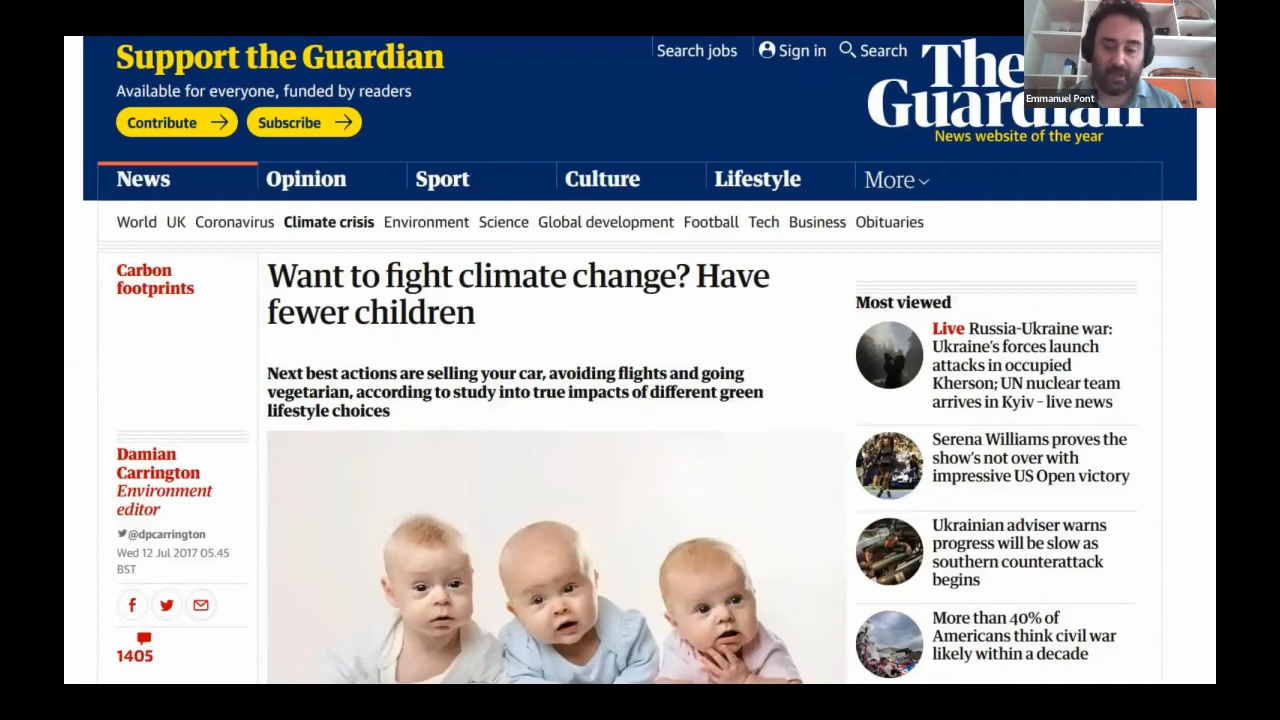 Support the Guardian
Available for everyone, funded by readers
Contribute
Subscribe
Search jobs
Sign in
Search
The
Guardian
News website of the year
Emmanuel Pont
News
Opinion
Sport
Culture
Lifestyle
More
World UK Coronavirus Climate crisis Environment Science Global development Football Tech Business Obituaries
Carbon
footprints
Want to fight climate change? Have
fewer children
Next best actions are selling your car, avoiding flights and going
vegetarian, according to study into true impacts of different green
lifestyle choices
Damian
Carrington
Environment
editor
@dpcarrington
Wed 12 Jul 2017 05.45
BST
1405
Most viewed
Live Russia-Ukraine war:
Ukraine's forces launch
attacks in occupied
Kherson; UN nuclear team
arrives in Kyiv – live news
Serena Williams proves the
show's not over with
impressive US Open victory
Ukrainian adviser warns
progress will be slow as
southern counterattack
begins
More than 40% of
Americans think civil war
likely within a decade